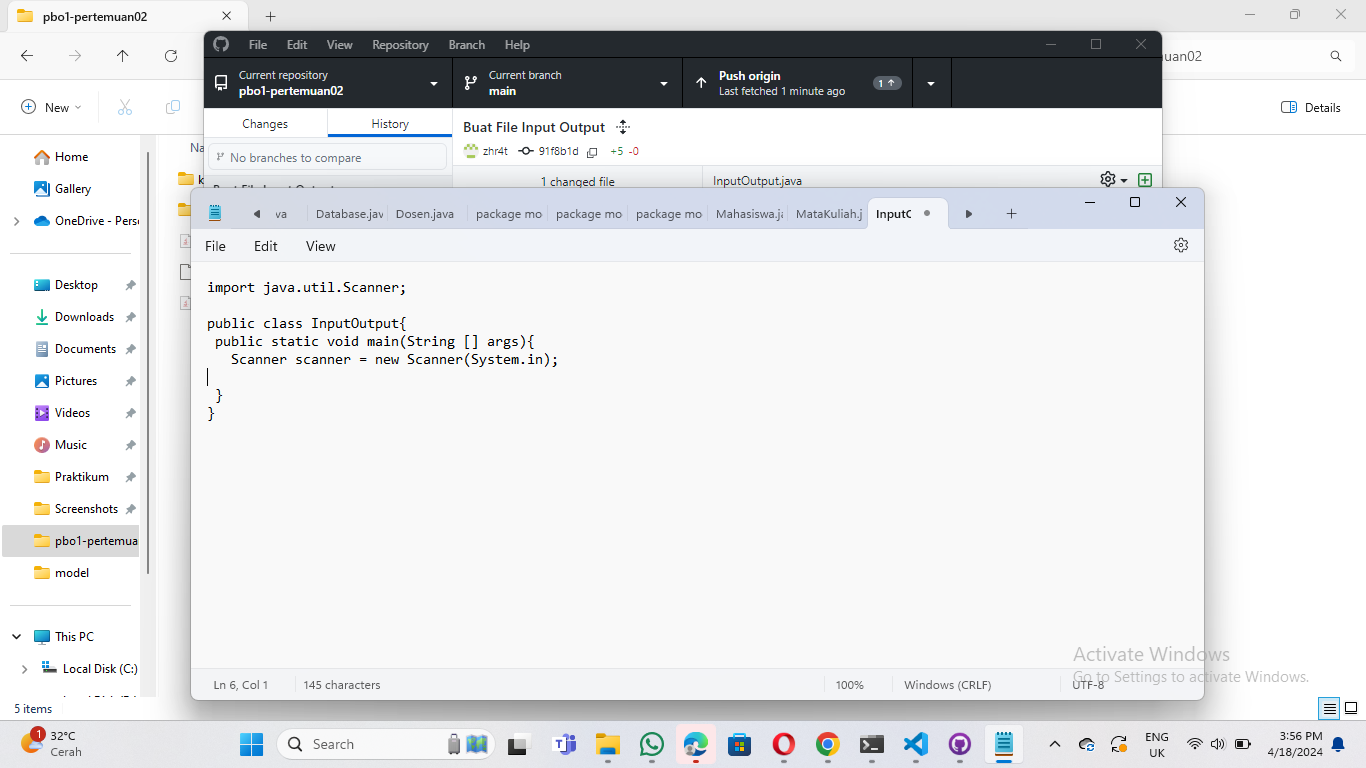 pbo1-pertemuan02
File Edit View Repository Branch Help
Current repository
pbo1-pertemuan02
Current branch
main
Push origin
Last fetched 1 minute ago
1
New
Details
Changes
History
No branches to compare
Buat File Input Output
zhr4t
91f8b1d
+5 -0
1 changed file
InputOutput.java
Home
Gallery
OneDrive - Pers
Desktop
Downloads
Documents
Pictures
Videos
Music
Praktikum
Screenshots
pbo1-pertemua
model
This PC
Local Disk (C:)
5 items
va
Database.jav
Dosen.java
package mo
package mo
package mo
Mahasiswa.j
MataKuliah.j
InputC
File Edit View
import java.util.Scanner;
public class InputOutput{
public static void main(String [] args){
Scanner scanner = new Scanner(System.in);
}
}
Activate Windows
Go to Settings to activate Windows.
Ln 6, Col 1
145 characters
100%
Windows (CRLF)
UTF-8
1
32°C
Cerah
Search
ENG
UK
3:56 PM
4/18/2024